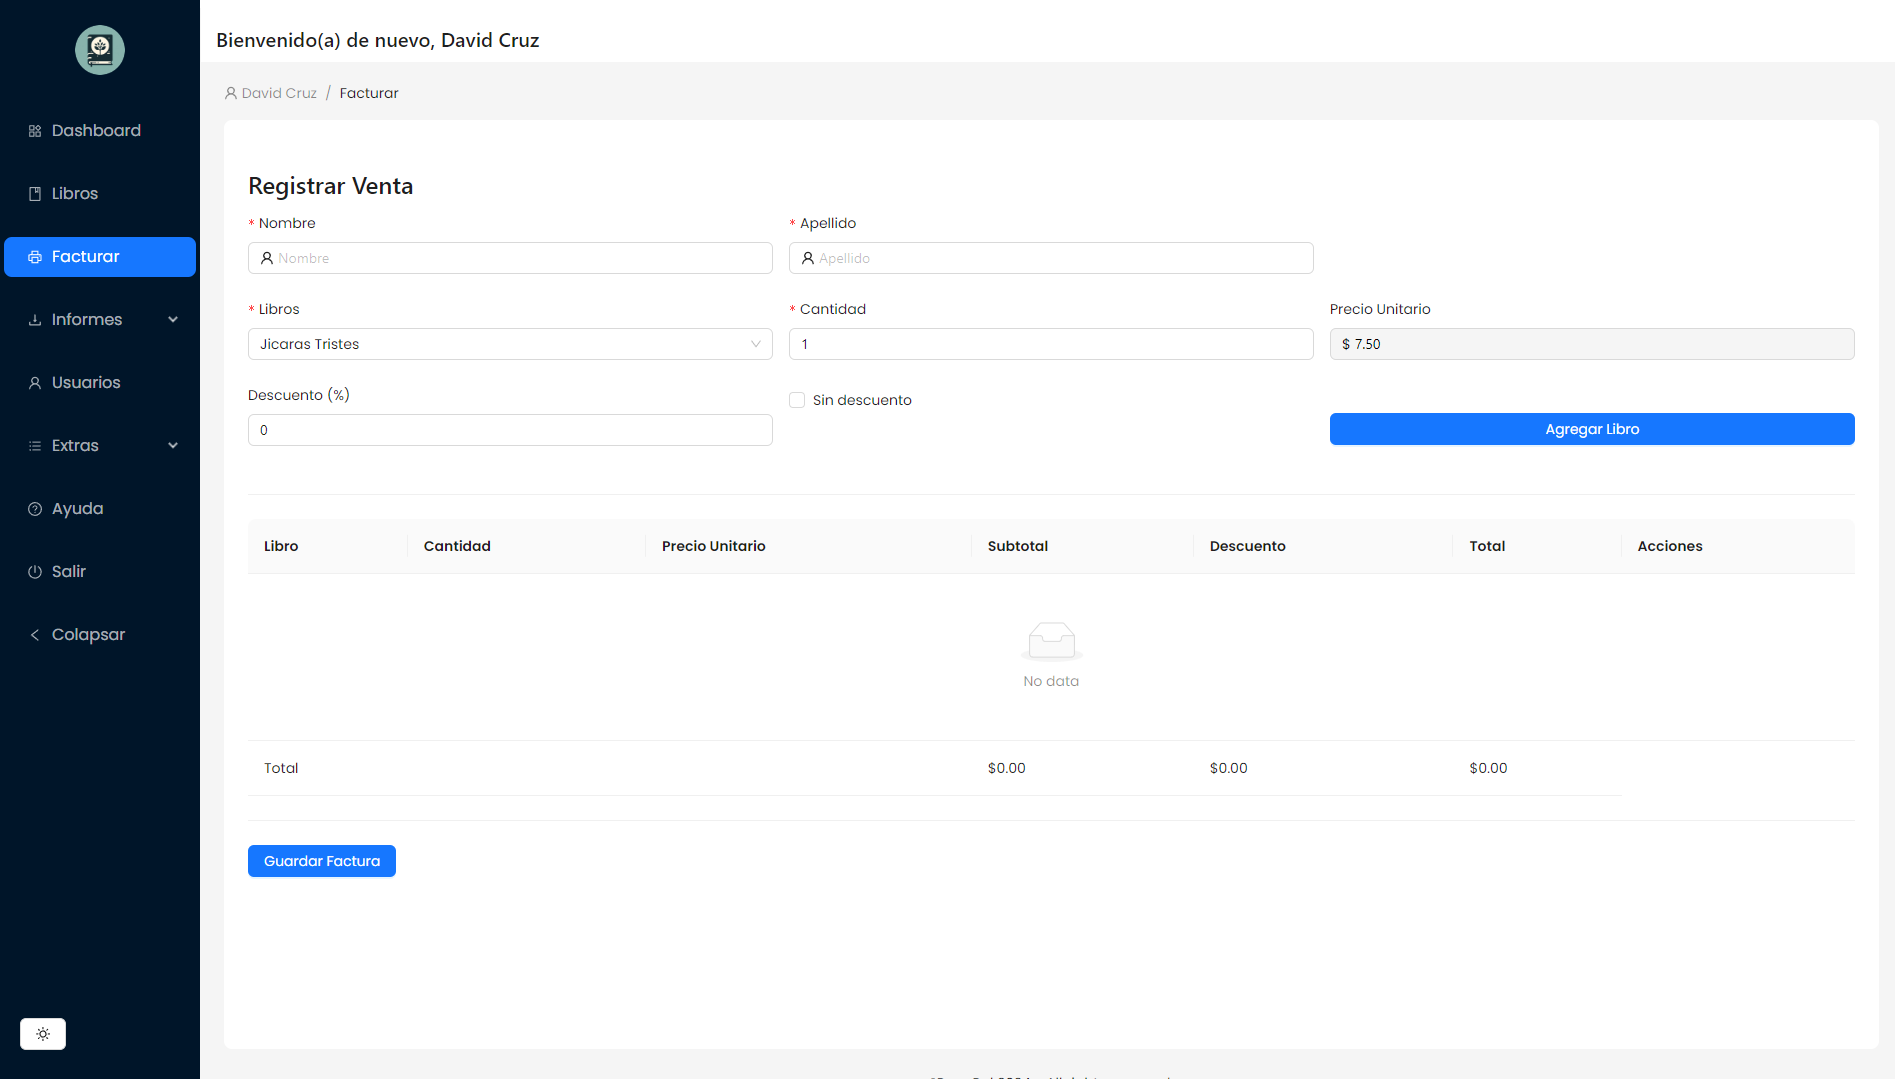 Bienvenido(a) de nuevo, David Cruz
David Cruz / Facturar
Dashboard
Libros
Facturar
Informes
Usuarios
Extras
Ayuda
Salir
Colapsar
Registrar Venta
* Nombre
* Apellido
Nombre
Apellido
* Libros
* Cantidad
Precio Unitario
Jicaras Tristes
1
$ 7.50
Descuento (%)
Sin descuento
0
Agregar Libro
Libro
Cantidad
Precio Unitario
Subtotal
Descuento
Total
Acciones
No data
Total
$0.00
$0.00
$0.00
Guardar Factura